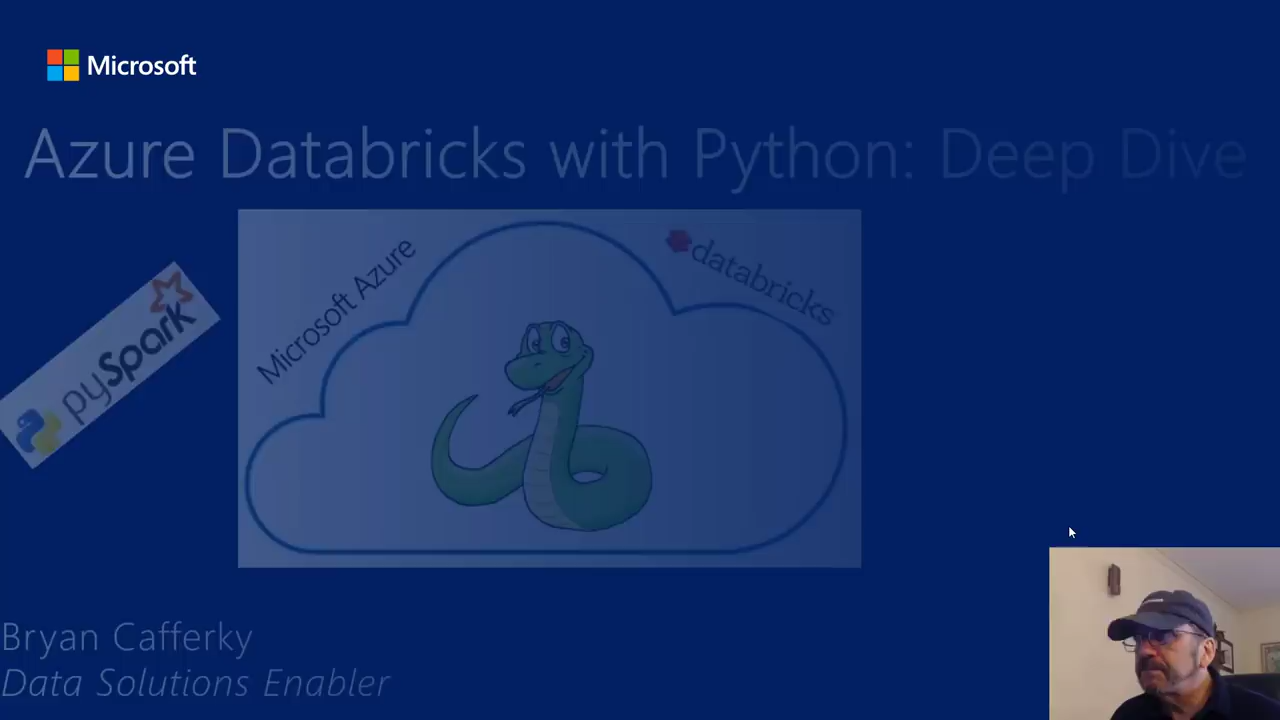 Microsoft
Azure Databricks with Python: Deep Dive
Microsoft Azure
databricks
pySpark
Bryan Cafferky
Data Solutions Enabler